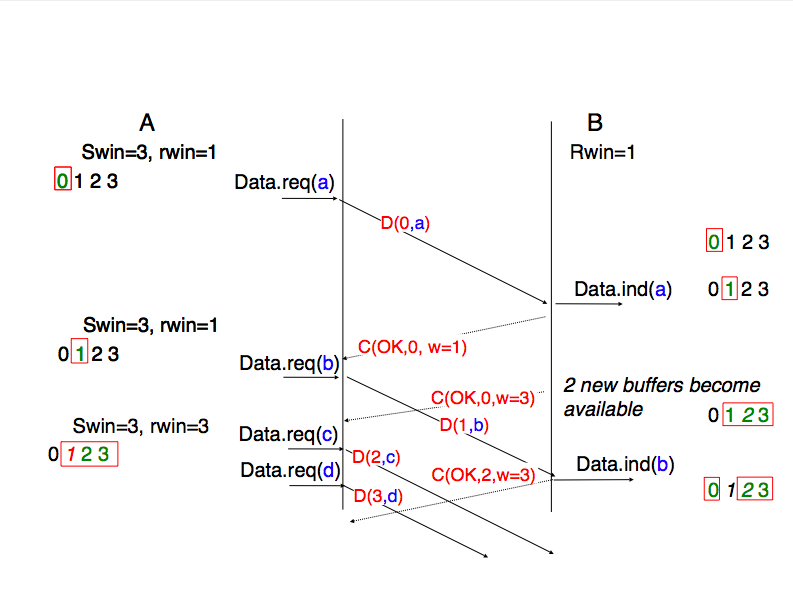 A
B
Swin=3, rwin=1
Rwin=1
0 1 2 3
Data.req(a)
D(0,a)
0 1 2 3
Data.ind(a)
0 1 2 3
Swin=3, rwin=1
0 1 2 3
C(OK,0, w=1)
Data.req(b)
2 new buffers become
available
C(OK,0,w=3)
0 1 2 3
D(1,b)
Swin=3, rwin=3
0 1 2 3
Data.req(c)
D(2,c)
Data.req(d)
C(OK,2,w=3)
Data.ind(b)
D(3,d)
0 1 2 3